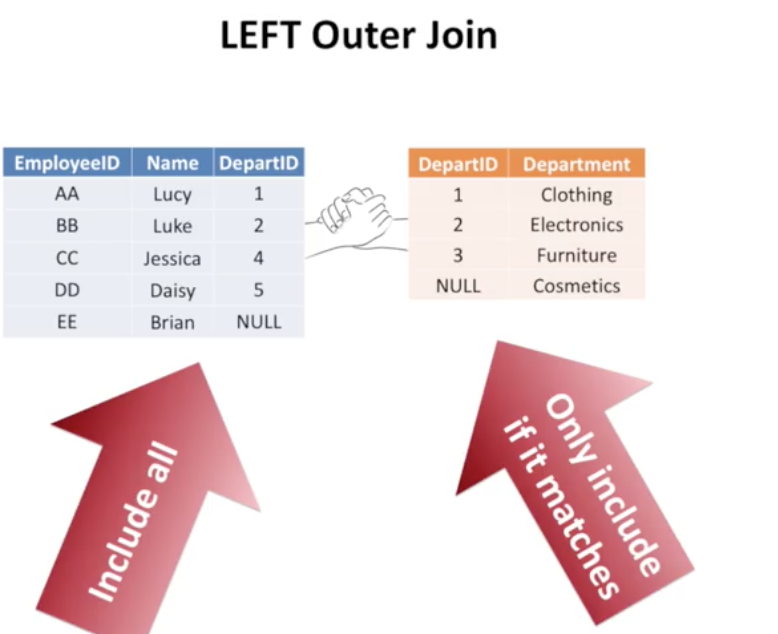 LEFT Outer Join
EmployeeID Name DepartID
AA Lucy 1
BB Luke 2
CC Jessica 4
DD Daisy 5
EE Brian NULL
DepartID Department
1 Clothing
2 Electronics
3 Furniture
NULL Cosmetics
Include all
Only include
if it matches